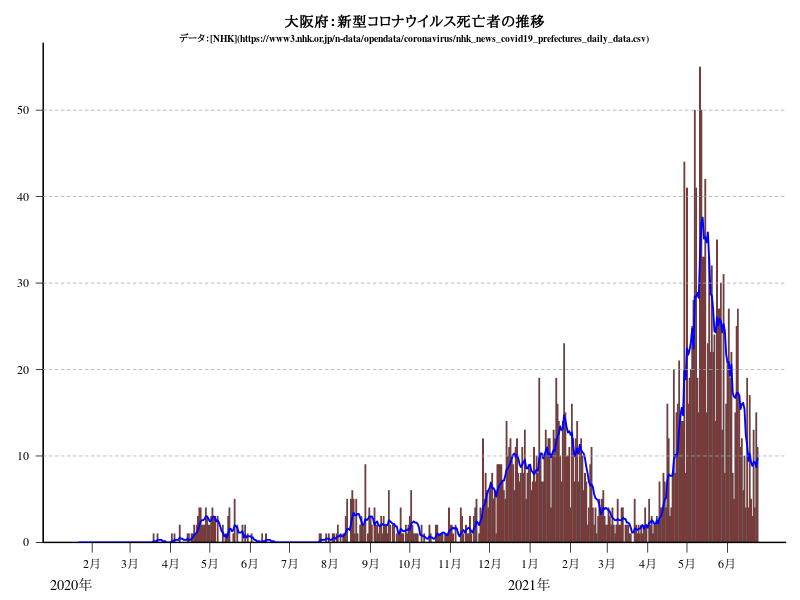 大阪府：新型コロナウイルス死亡者の推移
データ：[NHK](https://www3.nhk.or.jp/n-data/opendata/coronavirus/nhk_news_covid19_prefectures_daily_data.csv)
50
40
30
20
10
0
2月 3月 4月 5月 6月 7月 8月 9月 10月 11月 12月 1月 2月 3月 4月 5月 6月
2020年 2021年